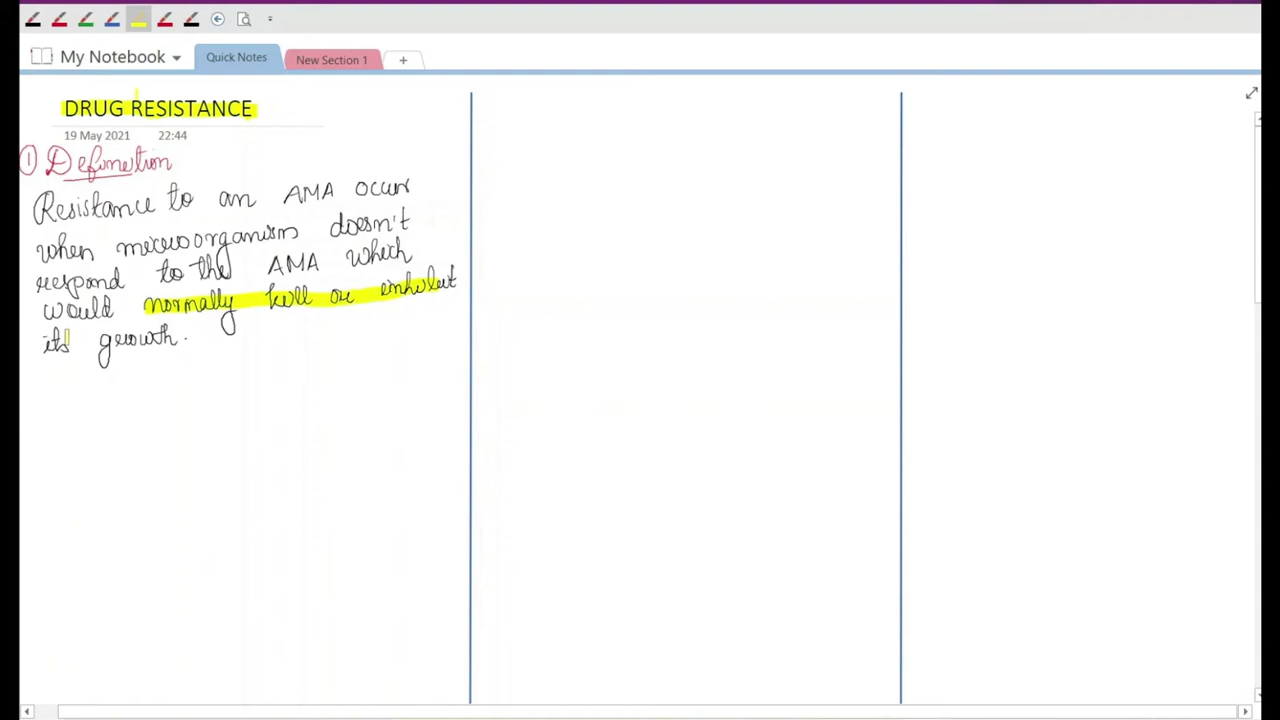 My Notebook
Quick Notes
New Section 1
DRUG RESISTANCE
19 May 2021 22:44
① Definition
Resistance to an AMA occur
when microorganism doesn't
respond to the AMA which
would normally kill or inhibit
its growth.